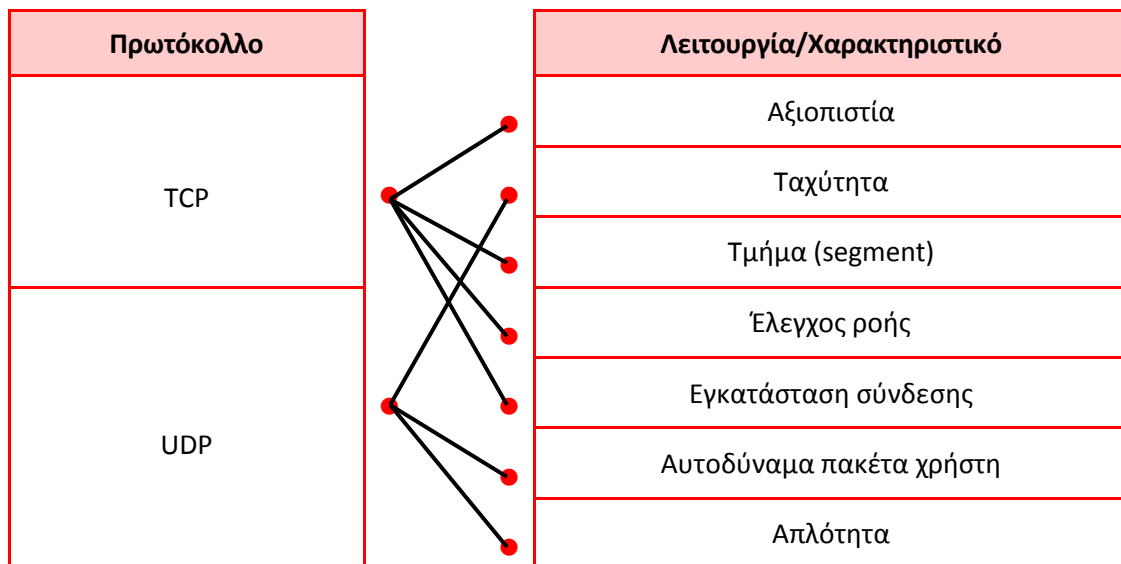 Πρωτόκολλο
Λειτουργία/Χαρακτηριστικό
TCP
UDP
Αξιοπιστία
Ταχύτητα
Τμήμα (segment)
Έλεγχος ροής
Εγκατάσταση σύνδεσης
Αυτοδύναμα πακέτα χρήστη
Απλότητα